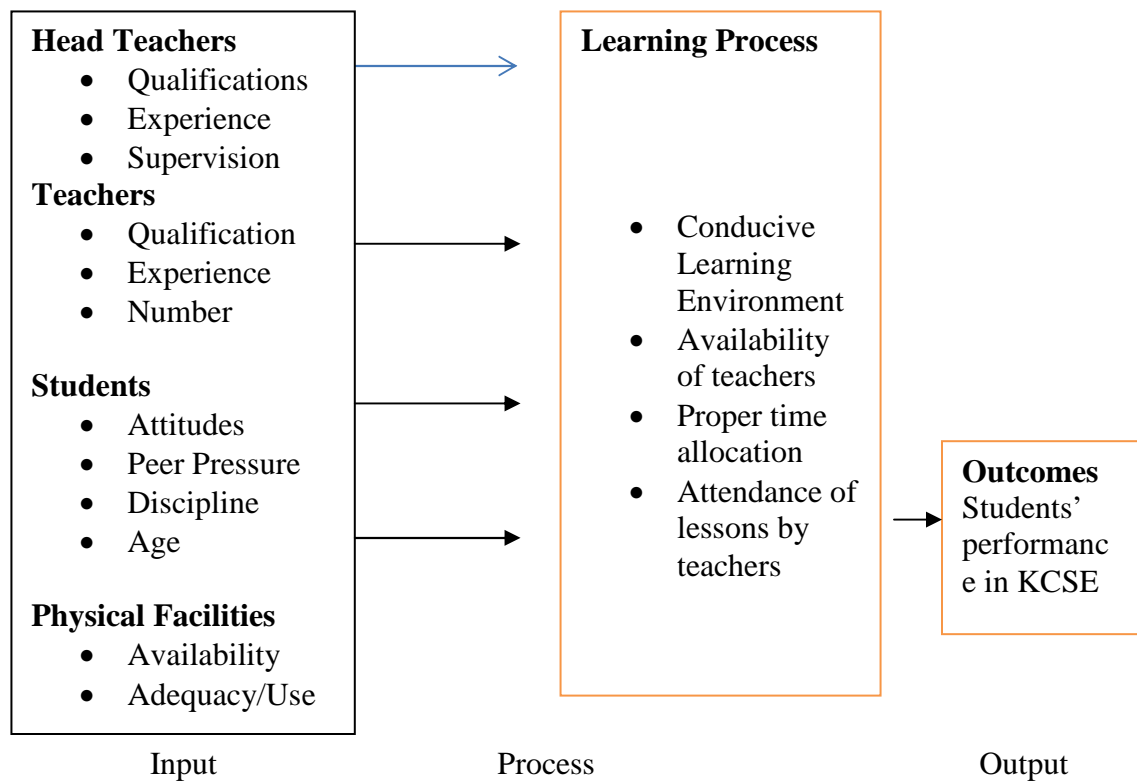 Head Teachers
• Qualifications
• Experience
• Supervision
Teachers
• Qualification
• Experience
• Number
Students
• Attitudes
• Peer Pressure
• Discipline
• Age
Physical Facilities
• Availability
• Adequacy/Use
Learning Process
• Conducive
Learning
Environment
• Availability
of teachers
• Proper time
allocation
• Attendance of
lessons by
teachers
Outcomes
Students’
performanc
e in KCSE
Input
Process
Output